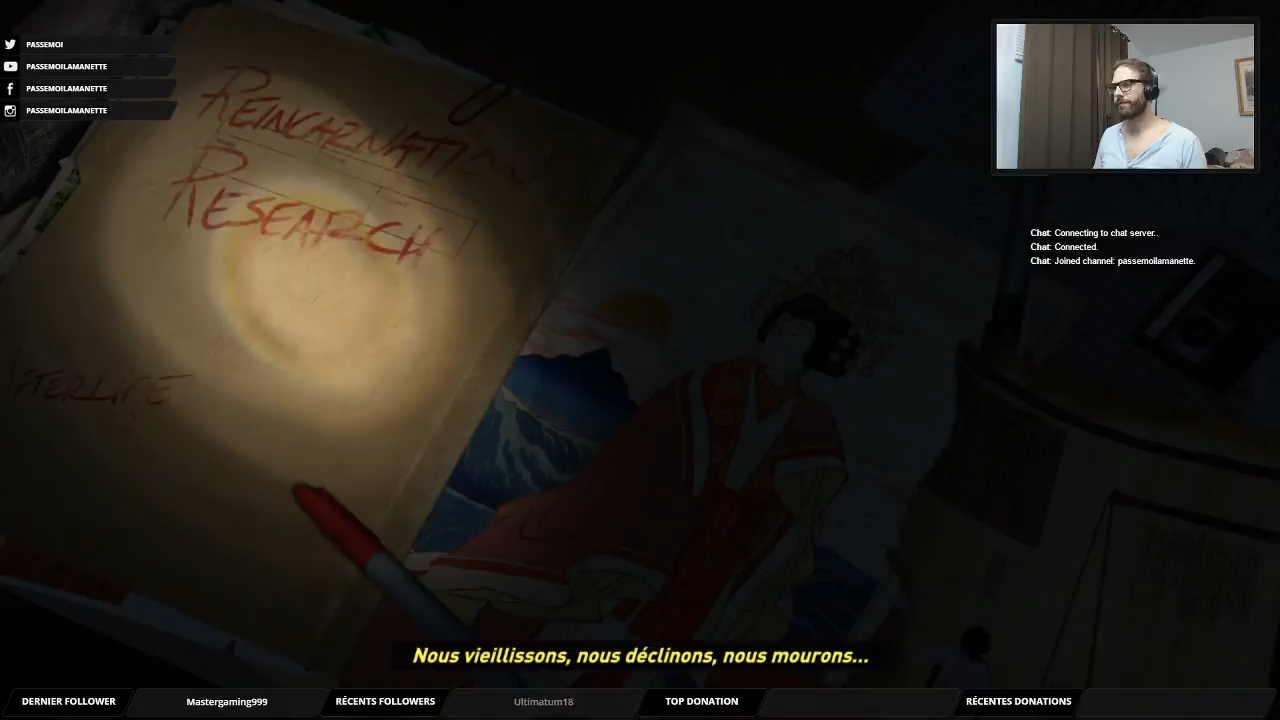 PASSEMOI
PASSEMOILAMANETTE
PASSEMOILAMANETTE
PASSEMOILAMANETTE
REINCARNATION
RESEARCH
AFTERLIFE
Chat: Connecting to chat server..
Chat: Connected.
Chat: Joined channel: passemoilamanette.
Nous vieillissons, nous déclinons, nous mourons...
DERNIER FOLLOWER
Mastergaming999
RÉCENTS FOLLOWERS
Ultimatum18
TOP DONATION
RÉCENTES DONATIONS